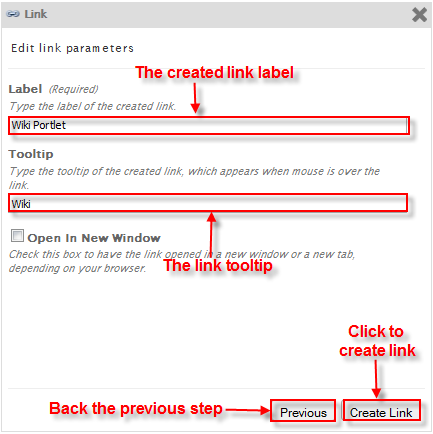 Link
Edit link parameters
The created link label
Label (Required)
Type the label of the created link.
Wiki Portlet
Tooltip
Type the tooltip of the created link, which appears when mouse is over the
link.
Wiki
Open In New Window
Check this box to have the link opened in a new window or a new tab,
depending on your browser.
The link tooltip
Click to
create link
Back the previous step
Previous
Create Link